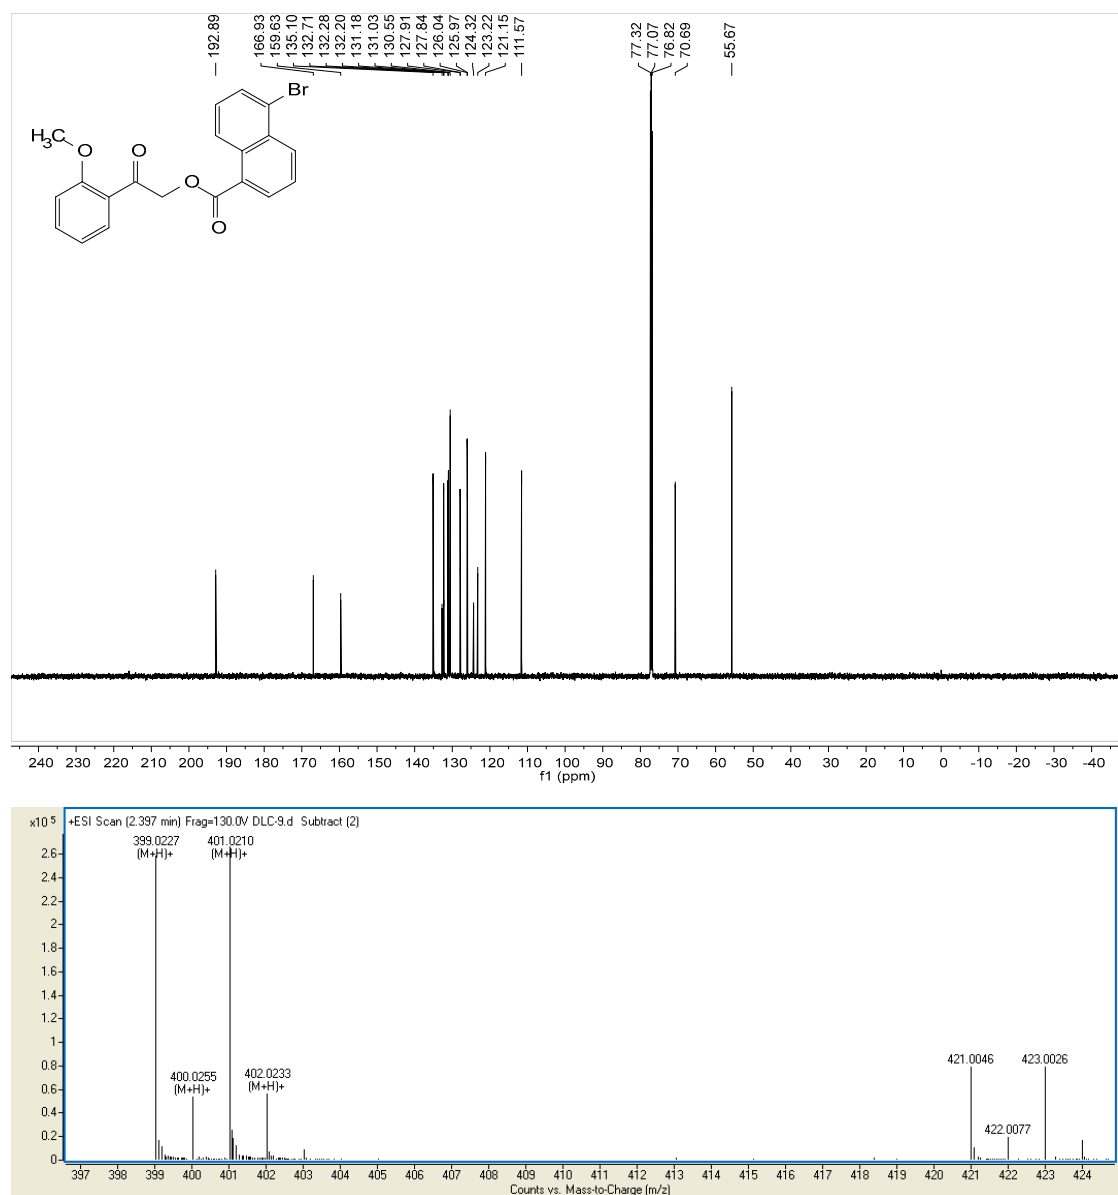 192.89
166.93
159.63
135.10
132.71
132.28
132.20
131.18
131.03
130.55
127.91
127.84
126.04
125.97
124.32
123.22
121.15
111.57
77.32
77.07
76.82
70.69
55.67
Br
H3C
O
O
O
O
240 230 220 210 200 190 180 170 160 150 140 130 120 110 100 90 80 70 60 50 40 30 20 10 0 -10 -20 -30 -40
f1 (ppm)
x10 5
+ESI Scan (2.397 min) Frag=130.0V DLC-9.d Subtract (2)
399.0227
(M+H)+
401.0210
(M+H)+
2.6
2.4
2.2
2
1.8
1.6
1.4
1.2
1
0.8
0.6
0.4
0.2
0
400.0255
(M+H)+
402.0233
(M+H)+
421.0046
423.0026
422.0077
397 398 399 400 401 402 403 404 405 406 407 408 409 410 411 412 413 414 415 416 417 418 419 420 421 422 423 424
Counts vs. Mass-to-Charge (m/z)